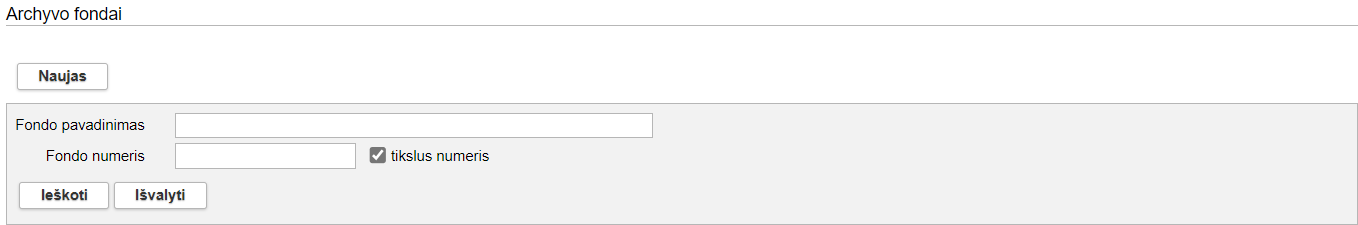 Archyvo fondai
Naujas
Fondo pavadinimas
Fondo numeris tikslus numeris
Ieškoti Išvalyti